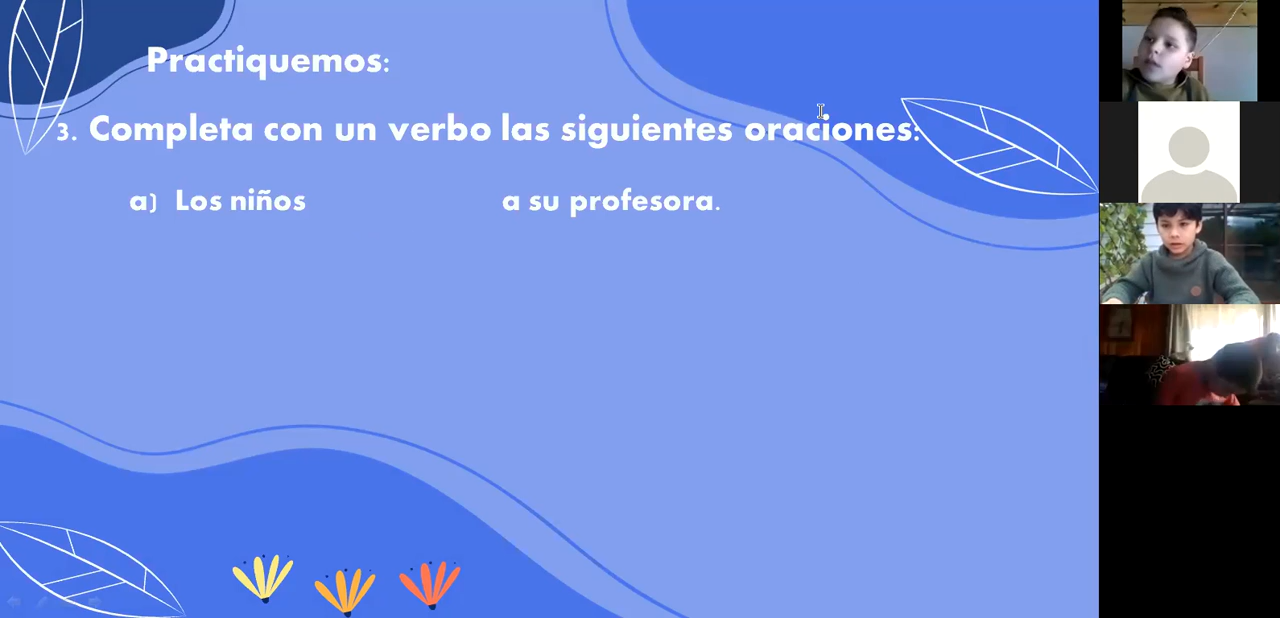 Practiquemos:
3. Completa con un verbo las siguientes oraciones:
a) Los niños a su profesora.